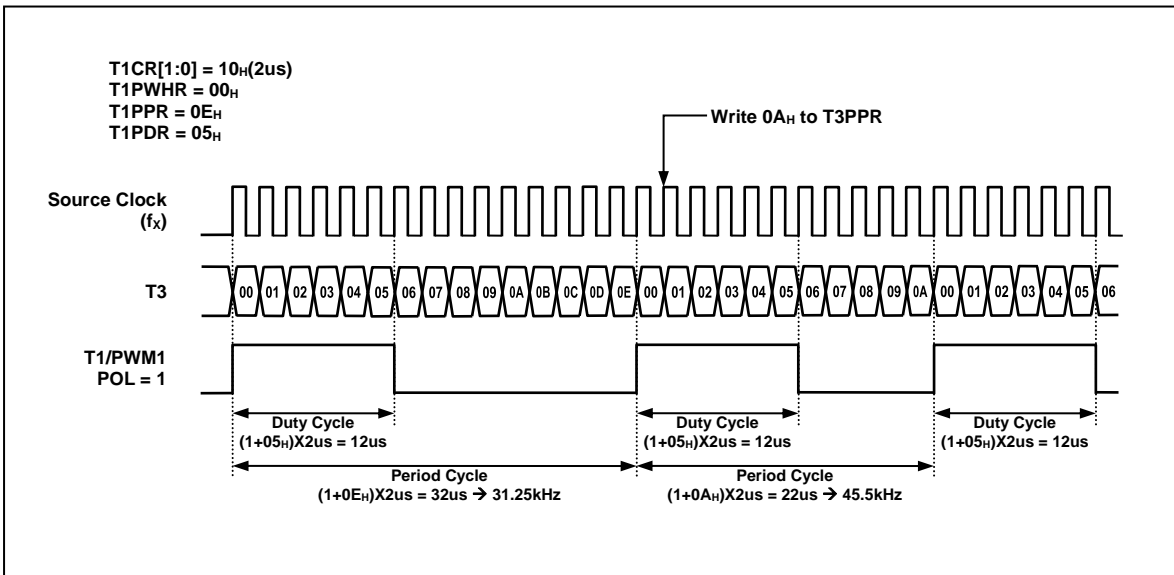 T1CR[1:0] = 10H(2us)
T1PWHR = 00H
T1PPR = 0EH
T1PDR = 05H
Write 0AH to T3PPR
Source Clock
(fX)
T3
00 01 02 03 04 05 06 07 08 09 0A 0B 0C 0D 0E 00 01 02 03 04 05 06 07 08 09 0A 00 01 02 03 04 05 06
T1/PWM1
POL = 1
Duty Cycle
(1+05H)X2us = 12us
Duty Cycle
(1+05H)X2us = 12us
Duty Cycle
(1+05H)X2us = 12us
Period Cycle
(1+0EH)X2us = 32us → 31.25kHz
Period Cycle
(1+0AH)X2us = 22us → 45.5kHz